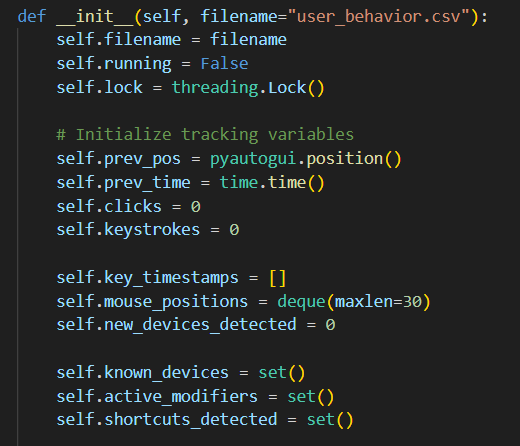 def __init__(self, filename="user_behavior.csv"):
    self.filename = filename
    self.running = False
    self.lock = threading.Lock()

    # Initialize tracking variables
    self.prev_pos = pyautogui.position()
    self.prev_time = time.time()
    self.clicks = 0
    self.keystrokes = 0

    self.key_timestamps = []
    self.mouse_positions = deque(maxlen=30)
    self.new_devices_detected = 0

    self.known_devices = set()
    self.active_modifiers = set()
    self.shortcuts_detected = set()